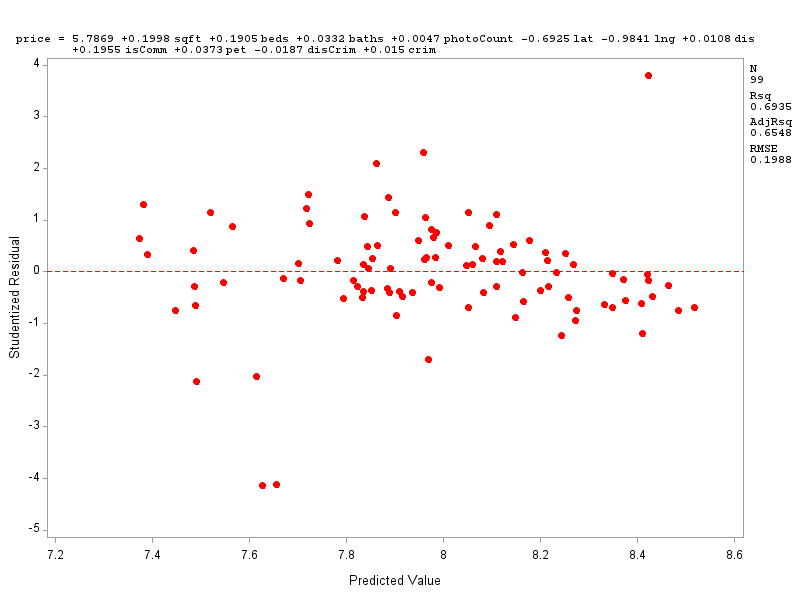 price = 5.7869 +0.1998 sqft +0.1905 beds +0.0332 baths +0.0047 photoCount -0.6925 lat -0.9841 lng +0.0108 dis
+0.1955 isComm +0.0373 pet -0.0187 disCrim +0.015 crim
N
99
Rsq
0.6935
AdjRsq
0.6548
RMSE
0.1988
4
3
2
1
0
-1
-2
-3
-4
-5
Studentized Residual
7.2 7.4 7.6 7.8 8 8.2 8.4 8.6
Predicted Value